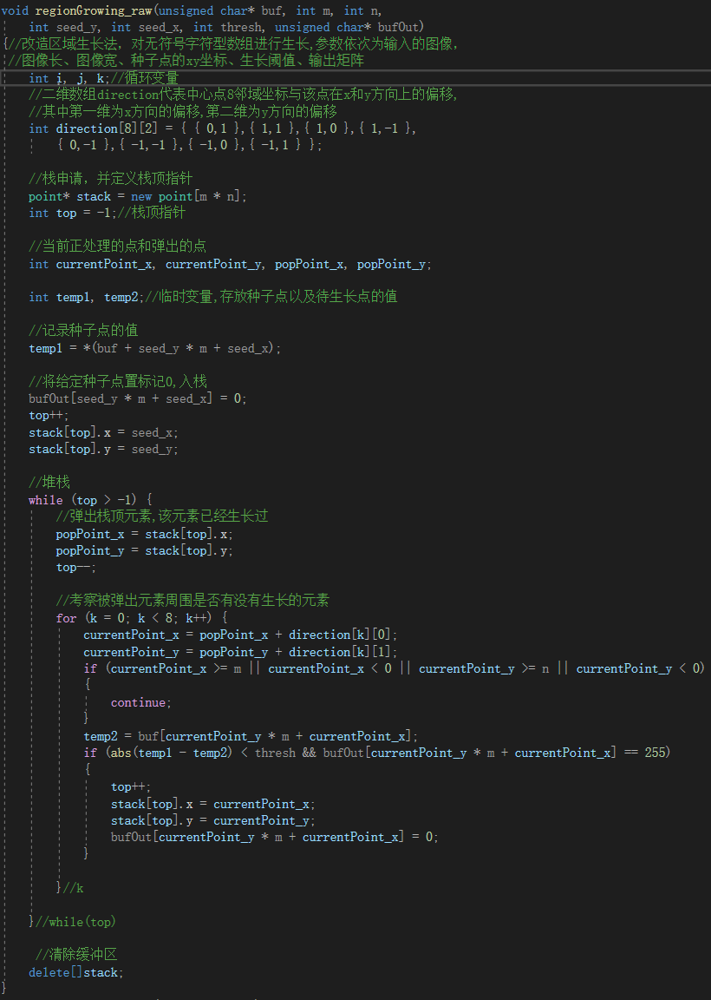 void regionGrowing_raw(unsigned char* buf, int m, int n,
int seed_y, int seed_x, int thresh, unsigned char* bufOut)
{//改造区域生长法, 对无符号字符型数组进行生长,参数依次为输入的图像,
//图像长、图像宽、种子点的xy坐标、生长阈值、输出矩阵
int i, j, k;//循环变量
//二维数组direction代表中心点8邻域坐标与该点在x和y方向上的偏移,
//其中第一维为x方向的偏移,第二维为y方向的偏移
int direction[8][2] = { { 0,1 },{ 1,1 },{ 1,0 },{ 1,-1 },
{ 0,-1 },{ -1,-1 },{ -1,0 },{ -1,1 } };
//栈申请, 并定义栈顶指针
point* stack = new point[m * n];
int top = -1;//栈顶指针
//当前正处理的点和弹出的点
int currentPoint_x, currentPoint_y, popPoint_x, popPoint_y;
int temp1, temp2;//临时变量,存放种子点以及待生长点的值
//记录种子点的值
temp1 = *(buf + seed_y * m + seed_x);
//将给定种子点置标记0,入栈
bufOut[seed_y * m + seed_x] = 0;
top++;
stack[top].x = seed_x;
stack[top].y = seed_y;
//堆栈
while (top > -1) {
//弹出栈顶元素,该元素已经生长过
popPoint_x = stack[top].x;
popPoint_y = stack[top].y;
top--;
//考察被弹出元素周围是否有没有生长的元素
for (k = 0; k < 8; k++) {
currentPoint_x = popPoint_x + direction[k][0];
currentPoint_y = popPoint_y + direction[k][1];
if (currentPoint_x >= m || currentPoint_x < 0 || currentPoint_y >= n || currentPoint_y < 0)
{
continue;
}
temp2 = buf[currentPoint_y * m + currentPoint_x];
if (abs(temp1 - temp2) < thresh && bufOut[currentPoint_y * m + currentPoint_x] == 255)
{
top++;
stack[top].x = currentPoint_x;
stack[top].y = currentPoint_y;
bufOut[currentPoint_y * m + currentPoint_x] = 0;
}
}//k
}//while(top)
//清除缓冲区
delete[]stack;
}